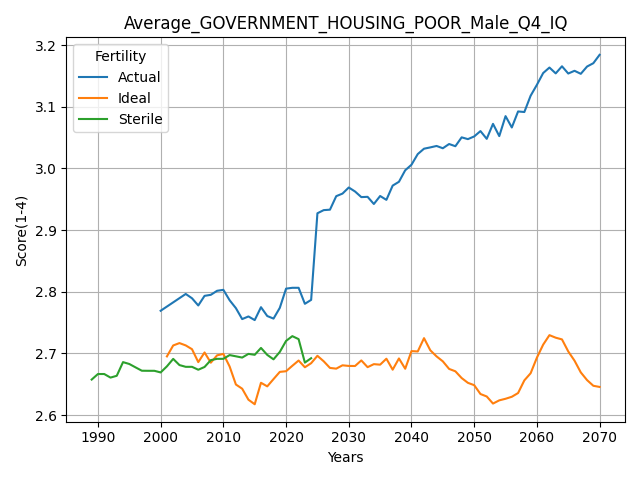 Average_GOVERNMENT_HOUSING_POOR_Male_Q4_IQ
Fertility
Actual
Ideal
Sterile
Score(1-4)
3.2
3.1
3.0
2.9
2.8
2.7
2.6
1990 2000 2010 2020 2030 2040 2050 2060 2070
Years